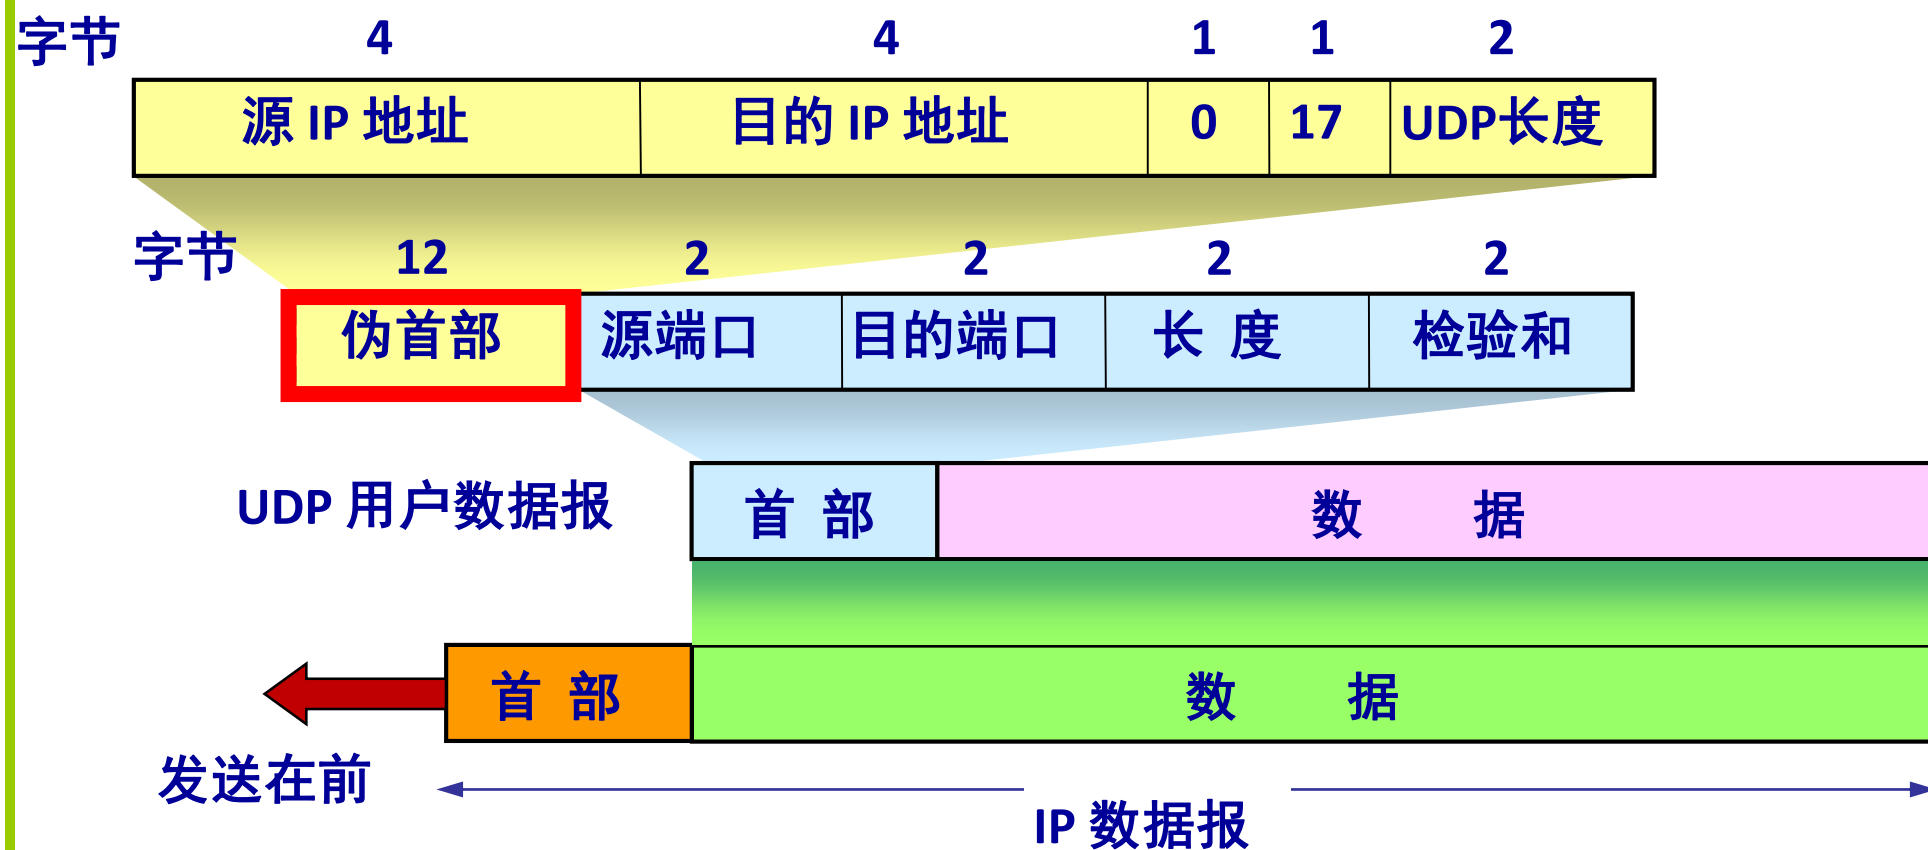 字节 4 4 1 1 2
源 IP 地址 目的 IP 地址 0 17 UDP长度
字节 12 2 2 2 2
伪首部 源端口 目的端口 长 度 检验和
UDP 用户数据报 首 部 数 据
首 部 数 据
发送在前
IP 数据报